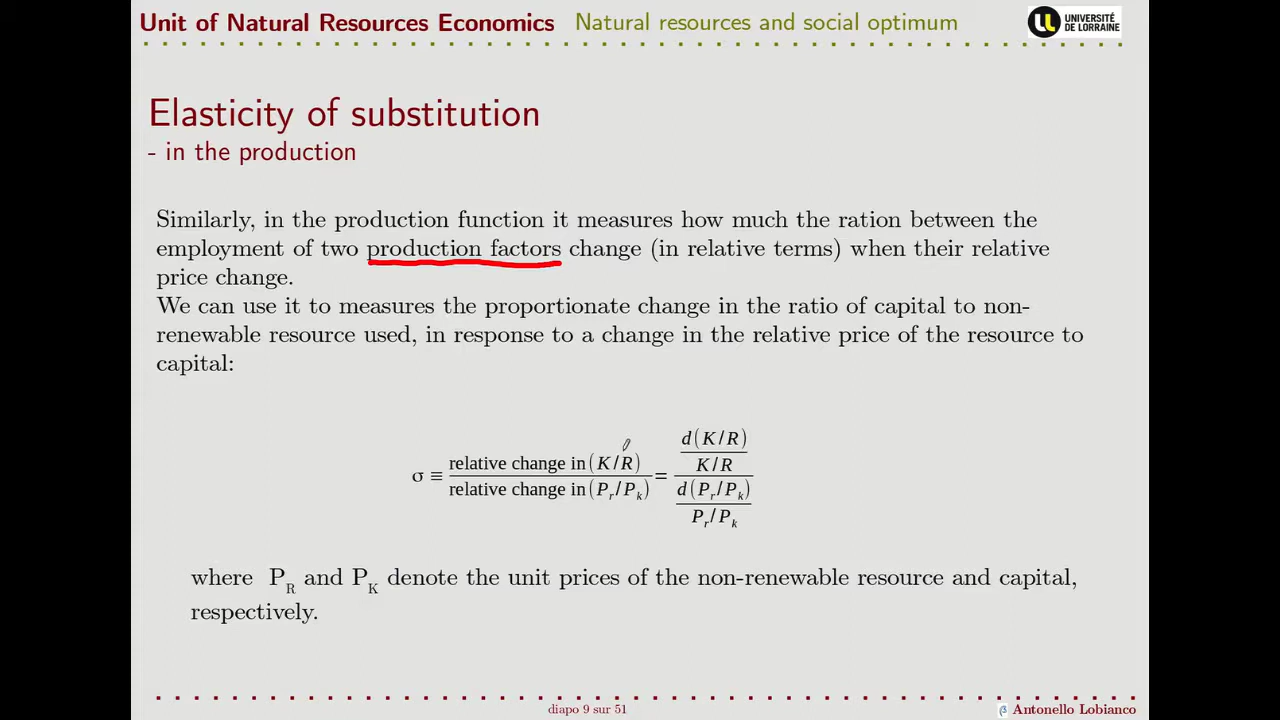 Unit of Natural Resources Economics Natural resources and social optimum
UNIVERSITÉ
DE LORRAINE
Elasticity of substitution
- in the production
Similarly, in the production function it measures how much the ration between the
employment of two production factors change (in relative terms) when their relative
price change.
We can use it to measures the proportionate change in the ratio of capital to non-
renewable resource used, in response to a change in the relative price of the resource to
capital:
σ ≡ relative change in (K/R) / relative change in (P_r/P_k) = (d(K/R) / (K/R)) / (d(P_r/P_k) / (P_r/P_k))
where P_R and P_K denote the unit prices of the non-renewable resource and capital,
respectively.
diapo 9 sur 51
β Antonello Lobianco